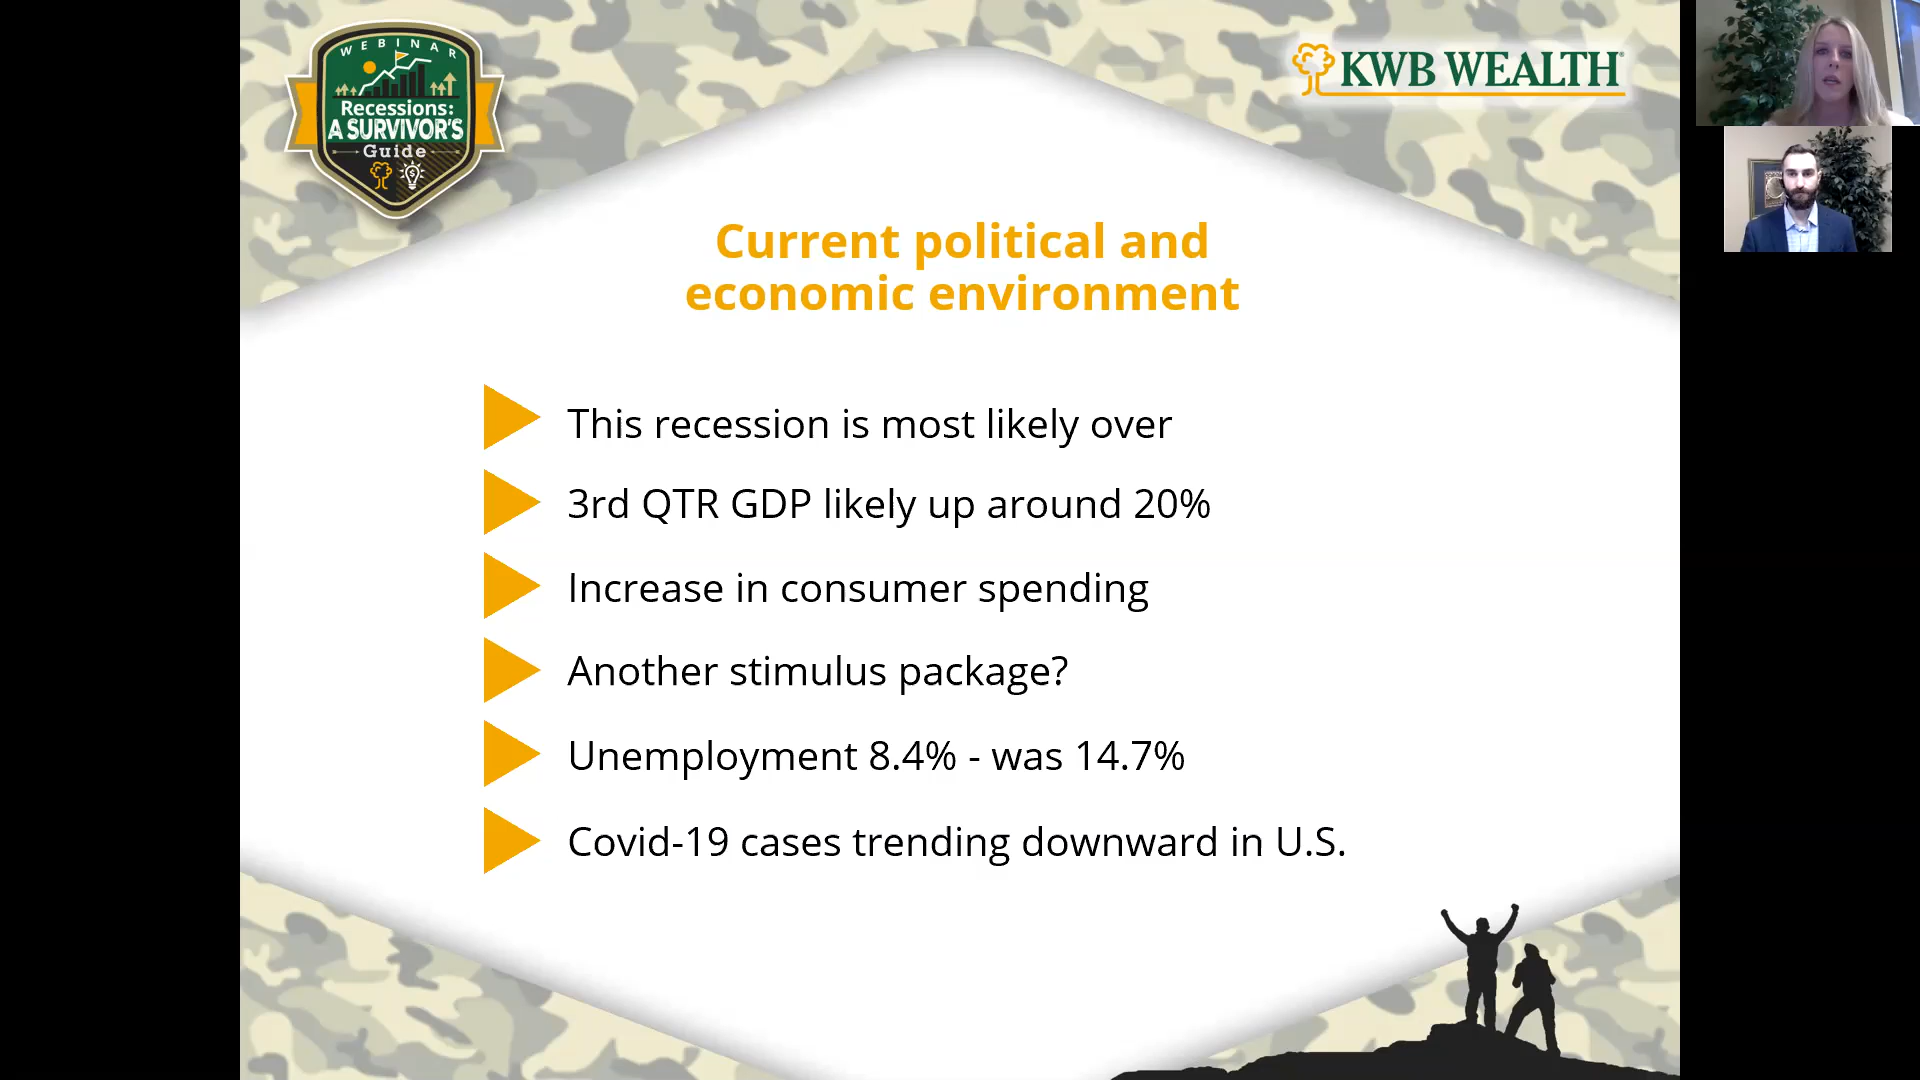 WEBINAR
Recessions:
A SURVIVOR'S
Guide
KWB WEALTH®
Current political and
economic environment
This recession is most likely over
3rd QTR GDP likely up around 20%
Increase in consumer spending
Another stimulus package?
Unemployment 8.4% - was 14.7%
Covid-19 cases trending downward in U.S.